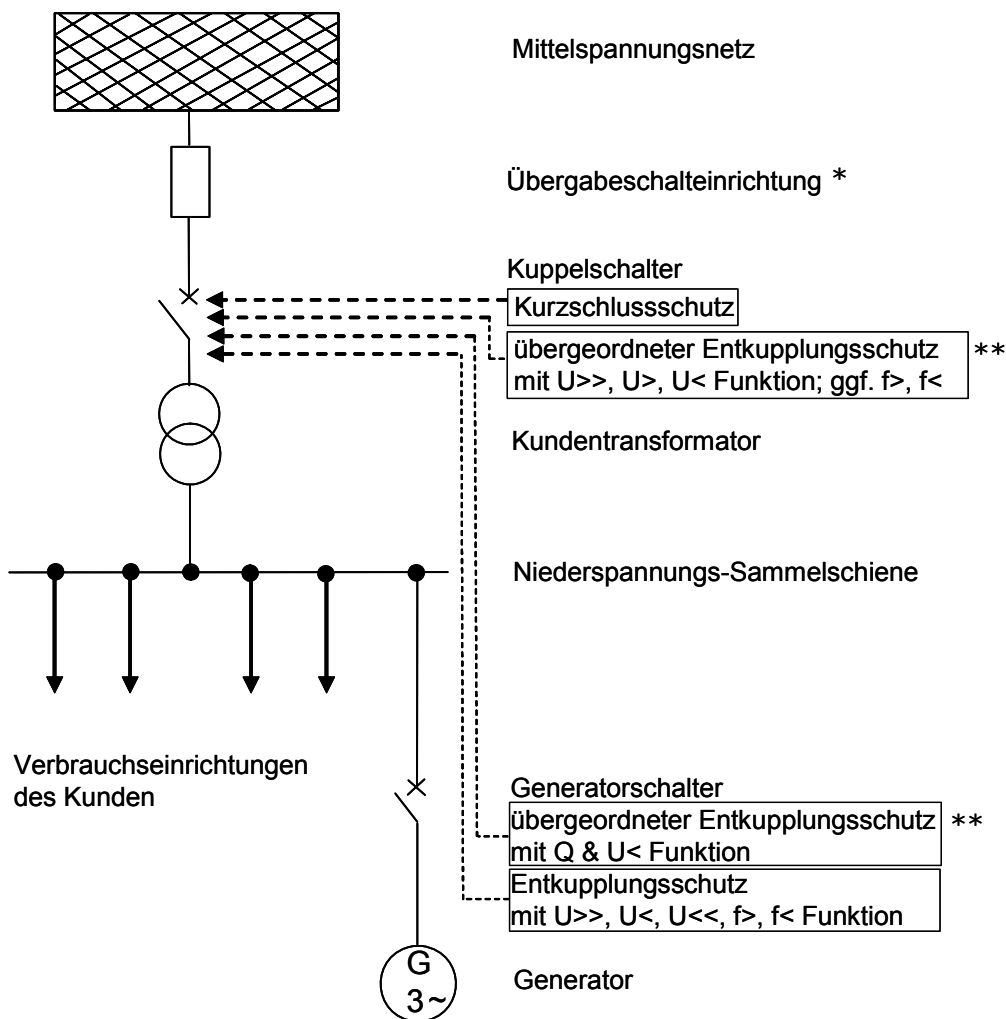 Mittelspannungsnetz
Übergabeschalteinrichtung *
Kuppelschalter
Kurzschlussschutz
übergeordneter Entkupplungsschutz **
mit U>>, U>, U< Funktion; ggf. f>, f<
Kundentransformator
Niederspannungs-Sammelschiene
Verbrauchseinrichtungen
des Kunden
Generatorschalter
übergeordneter Entkupplungsschutz **
mit Q & U< Funktion
Entkupplungsschutz
mit U>>, U<, U<<, f>, f< Funktion
G
3~
Generator